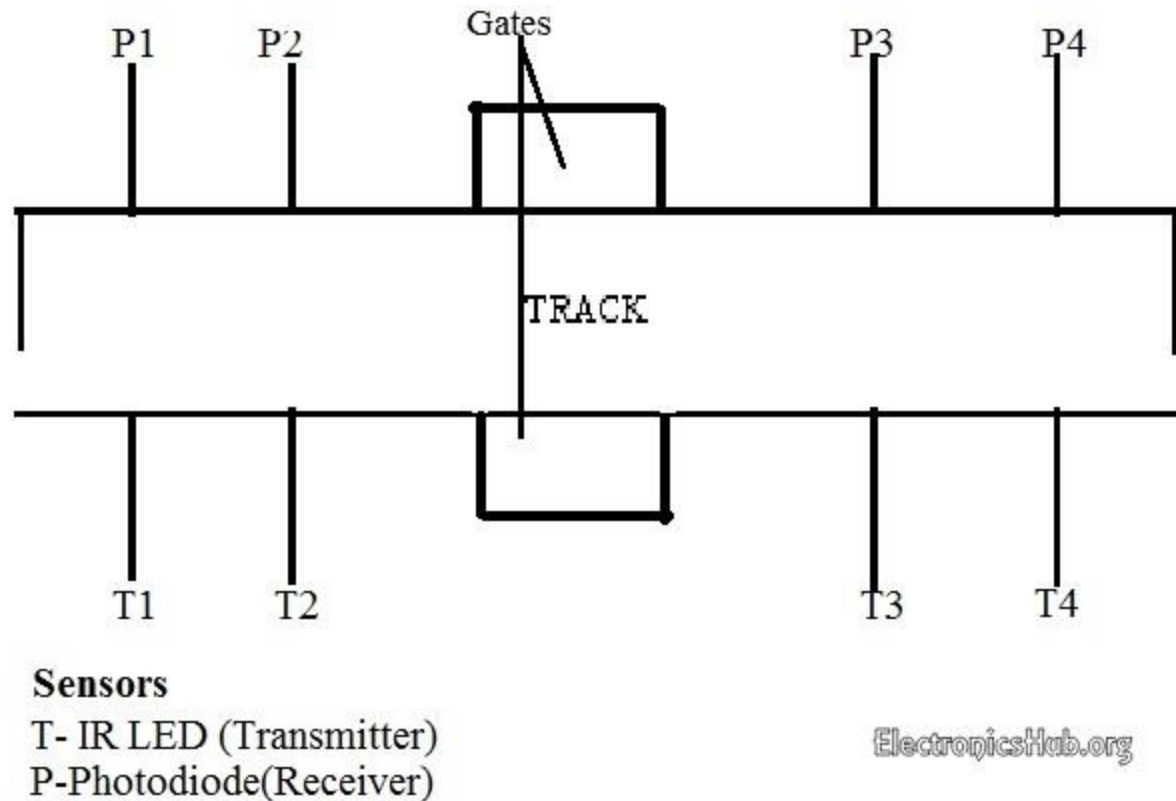 Gates
P1 P2 P3 P4
TRACK
T1 T2 T3 T4
Sensors
T- IR LED (Transmitter)
P-Photodiode(Receiver)
ElectronicsHub.org